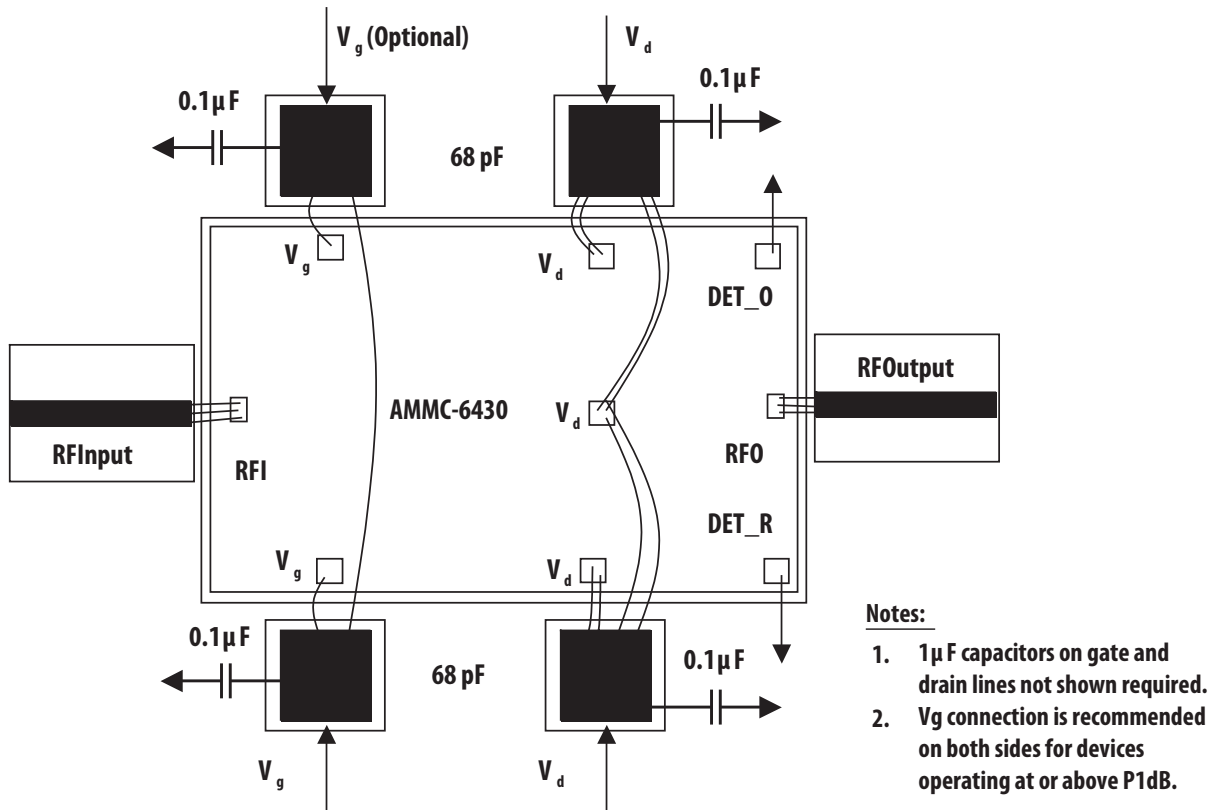 V g (Optional)
V d
0.1µ F
0.1µ F
68 pF
V g
V d
DET_O
RFOutput
AMMC-6430
V d
RFInput
RFI
RFO
DET_R
V g
V d
0.1µ F
68 pF
0.1µ F
V g
V d
Notes:
1. 1µ F capacitors on gate and
drain lines not shown required.
2. Vg connection is recommended
on both sides for devices
operating at or above P1dB.